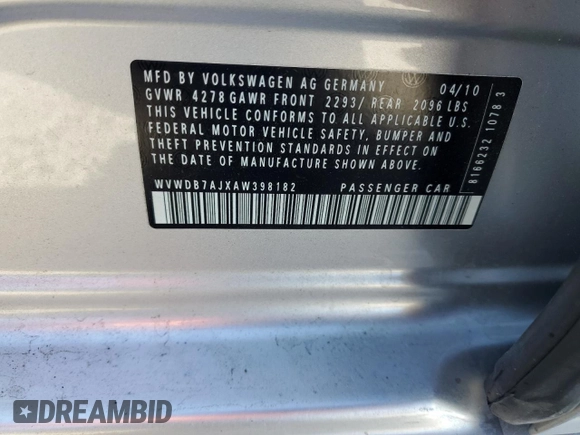 MFD BY VOLKSWAGEN AG GERMANY 04/10
GVWR 4278 GAWR FRONT 2293/ REAR 2096 LBS
THIS VEHICLE CONFORMS TO ALL APPLICABLE U.S.
FEDERAL MOTOR VEHICLE SAFETY, BUMPER AND
THEFT PREVENTION STANDARDS IN EFFECT ON
THE DATE OF MANUFACTURE SHOWN ABOVE.
WVWDB7AJXAW398182 PASSENGER CAR
8166232 1078 3
DREAMBID